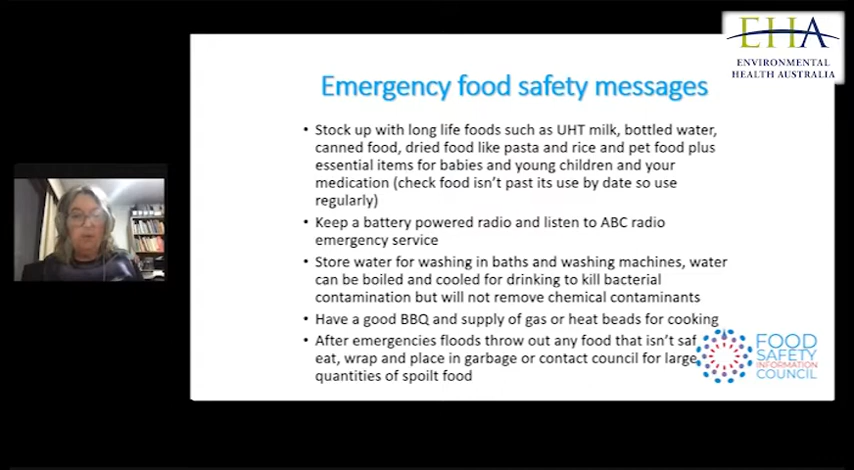 EHA
ENVIRONMENTAL
HEALTH AUSTRALIA
Emergency food safety messages
• Stock up with long life foods such as UHT milk, bottled water,
canned food, dried food like pasta and rice and pet food plus
essential items for babies and young children and your
medication (check food isn't past its use by date so use
regularly)
• Keep a battery powered radio and listen to ABC radio
emergency service
• Store water for washing in baths and washing machines, water
can be boiled and cooled for drinking to kill bacterial
contamination but will not remove chemical contaminants
• Have a good BBQ and supply of gas or heat beads for cooking
• After emergencies floods throw out any food that isn't saf
eat, wrap and place in garbage or contact council for large
quantities of spoilt food
FOOD
SAFETY
INFORMATION
COUNCIL